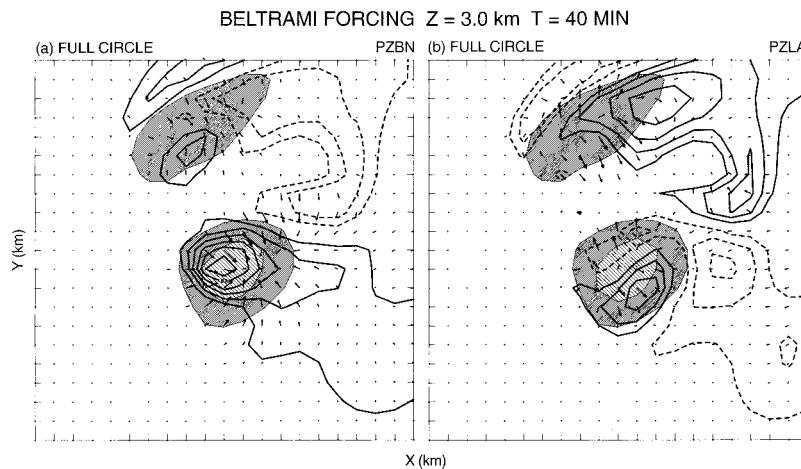 BELTRAMI FORCING Z = 3.0 km T = 40 MIN
(a) FULL CIRCLE PZBN (b) FULL CIRCLE PZLA
Y (km)
X (km)